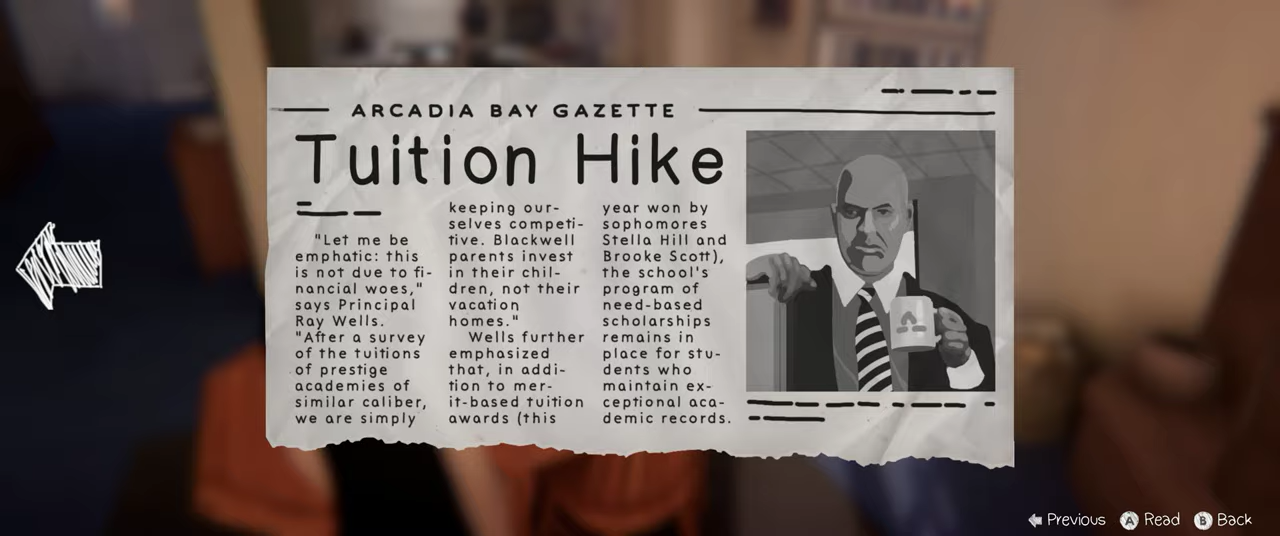 ARCADIA BAY GAZETTE
Tuition Hike
"Let me be
emphatic: this
is not due to fi-
nancial woes,"
says Principal
Ray Wells.
"After a survey
of the tuitions
of prestige
academies of
similar caliber,
we are simply
keeping our-
selves competi-
tive. Blackwell
parents invest
in their chil-
dren, not their
vacation
homes."
Wells further
emphasized
that, in addi-
tion to mer-
it-based tuition
awards (this
year won by
sophomores
Stella Hill and
Brooke Scott),
the school's
program of
need-based
scholarships
remains in
place for stu-
dents who
maintain ex-
ceptional aca-
demic records.
Previous A Read B Back